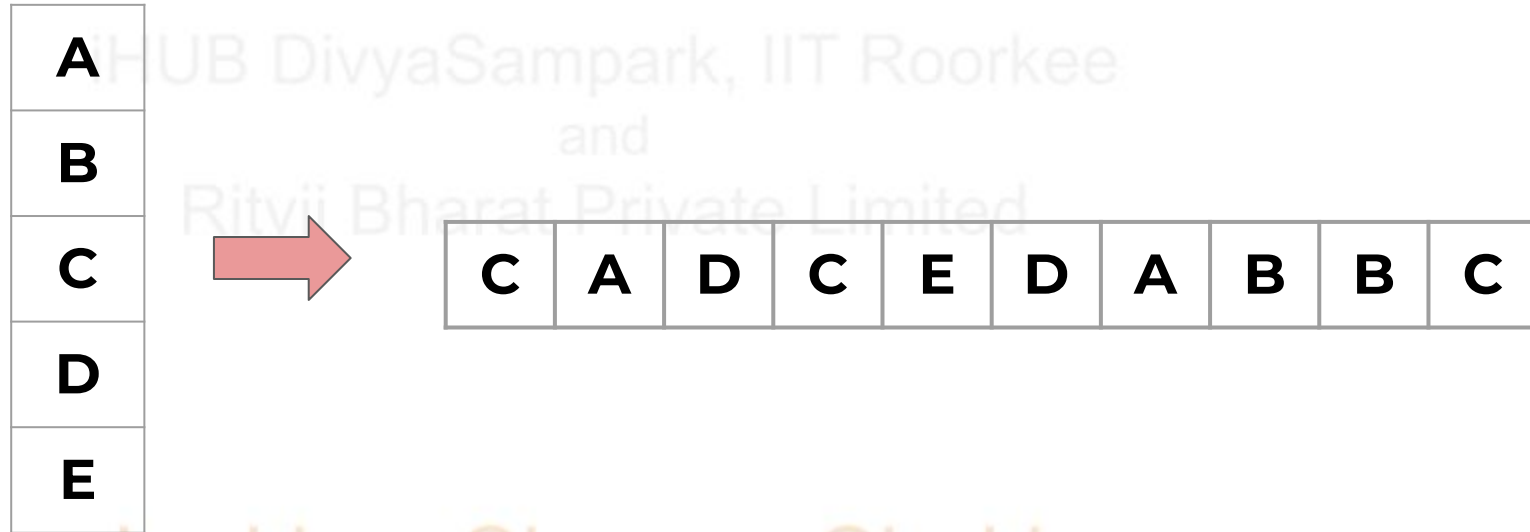 A
iHUB DivyaSampark, IIT Roorkee
and
B
Ritvij Bharat Private Limited
C
C A D C E D A B B C
D
E